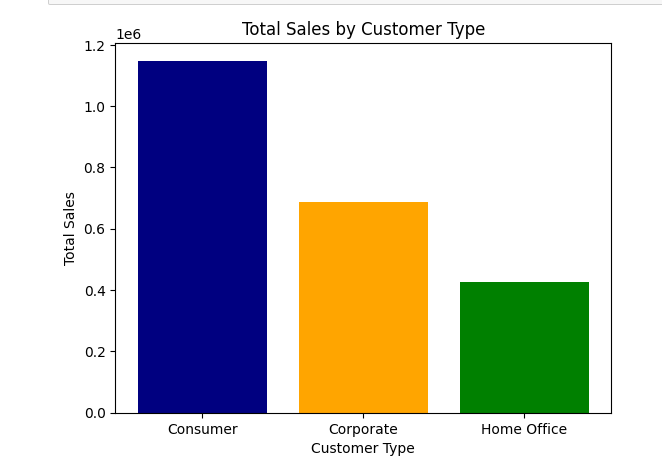 Total Sales by Customer Type
1e6
1.2
1.0
0.8
0.6
0.4
0.2
0.0
Total Sales
Consumer Corporate Home Office
Customer Type